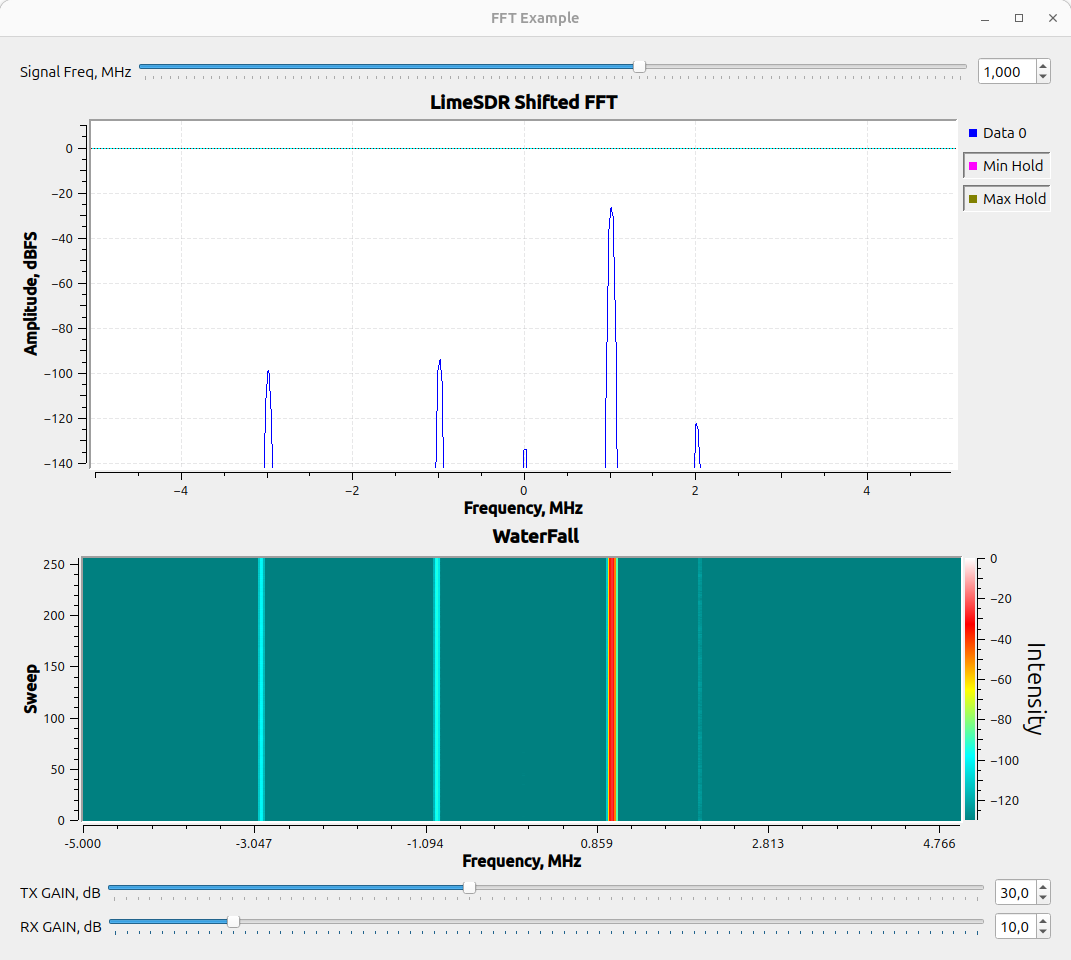 FFT Example
Signal Freq, MHz
1,000
LimeSDR Shifted FFT
Data 0
Min Hold
Max Hold
Amplitude, dBFS
0
−20
−40
−60
−80
−100
−120
−140
−4 −2 0 2 4
Frequency, MHz
WaterFall
Sweep
250
200
150
100
50
0
0
−20
−40
−60
−80
−100
−120
Intensity
-5.000 -3.047 -1.094 0.859 2.813 4.766
Frequency, MHz
TX GAIN, dB 30,0
RX GAIN, dB 10,0